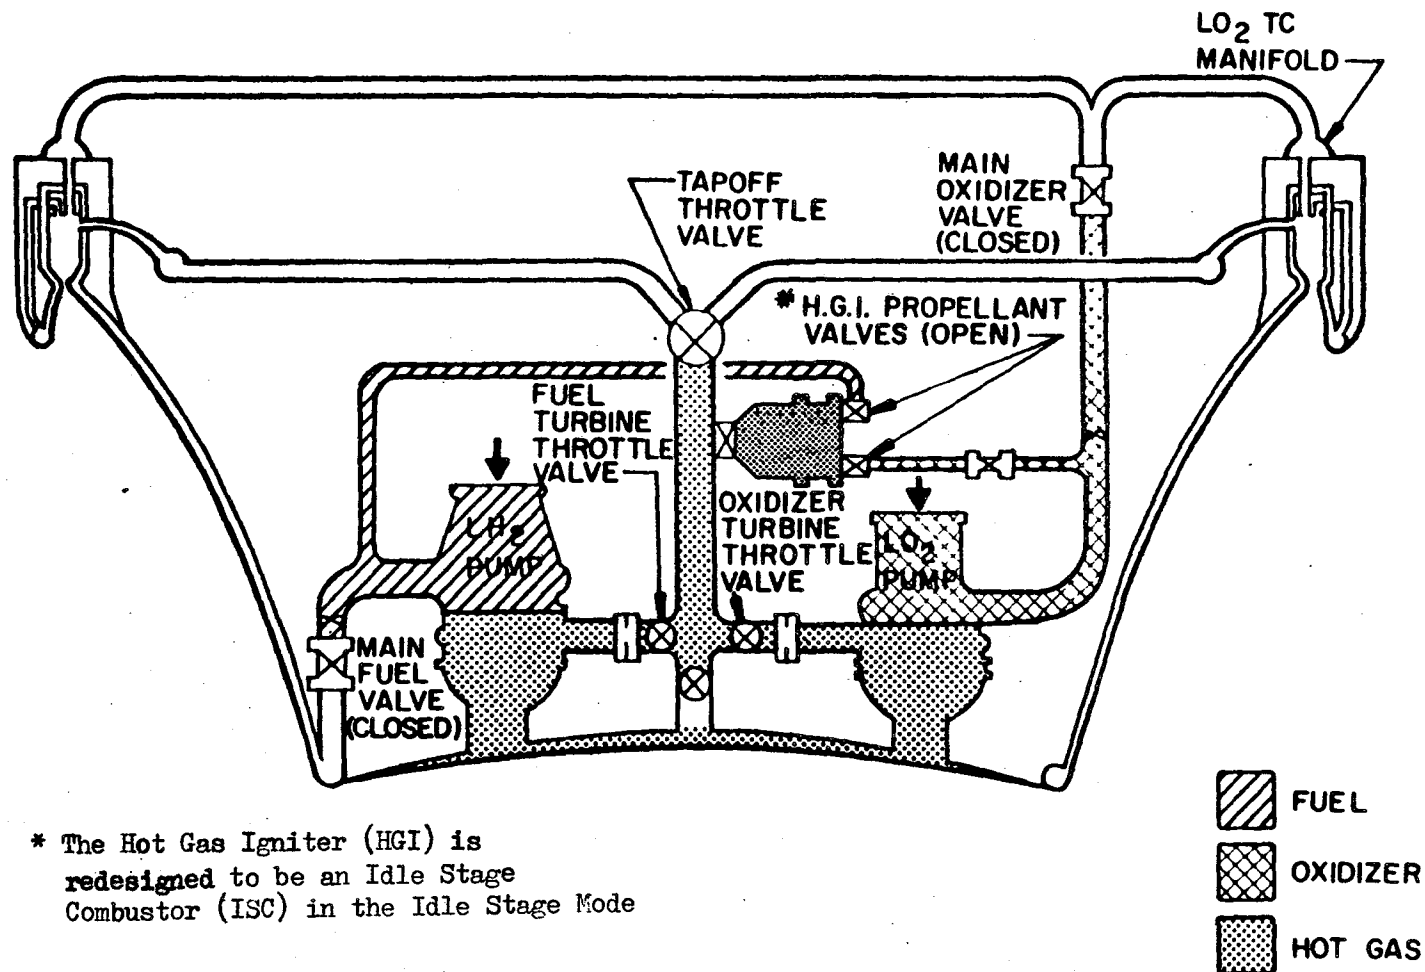 LO2 TC
MANIFOLD
TAPOFF
THROTTLE
VALVE
MAIN
OXIDIZER
VALVE
(CLOSED)
* H.G.I. PROPELLANT
VALVES (OPEN)
FUEL
TURBINE
THROTTLE
VALVE
LH2
PUMP
OXIDIZER
TURBINE
THROTTLE
VALVE
LO2
PUMP
MAIN
FUEL
VALVE
(CLOSED)
FUEL
OXIDIZER
HOT GAS
* The Hot Gas Igniter (HGI) is
redesigned to be an Idle Stage
Combustor (ISC) in the Idle Stage Mode